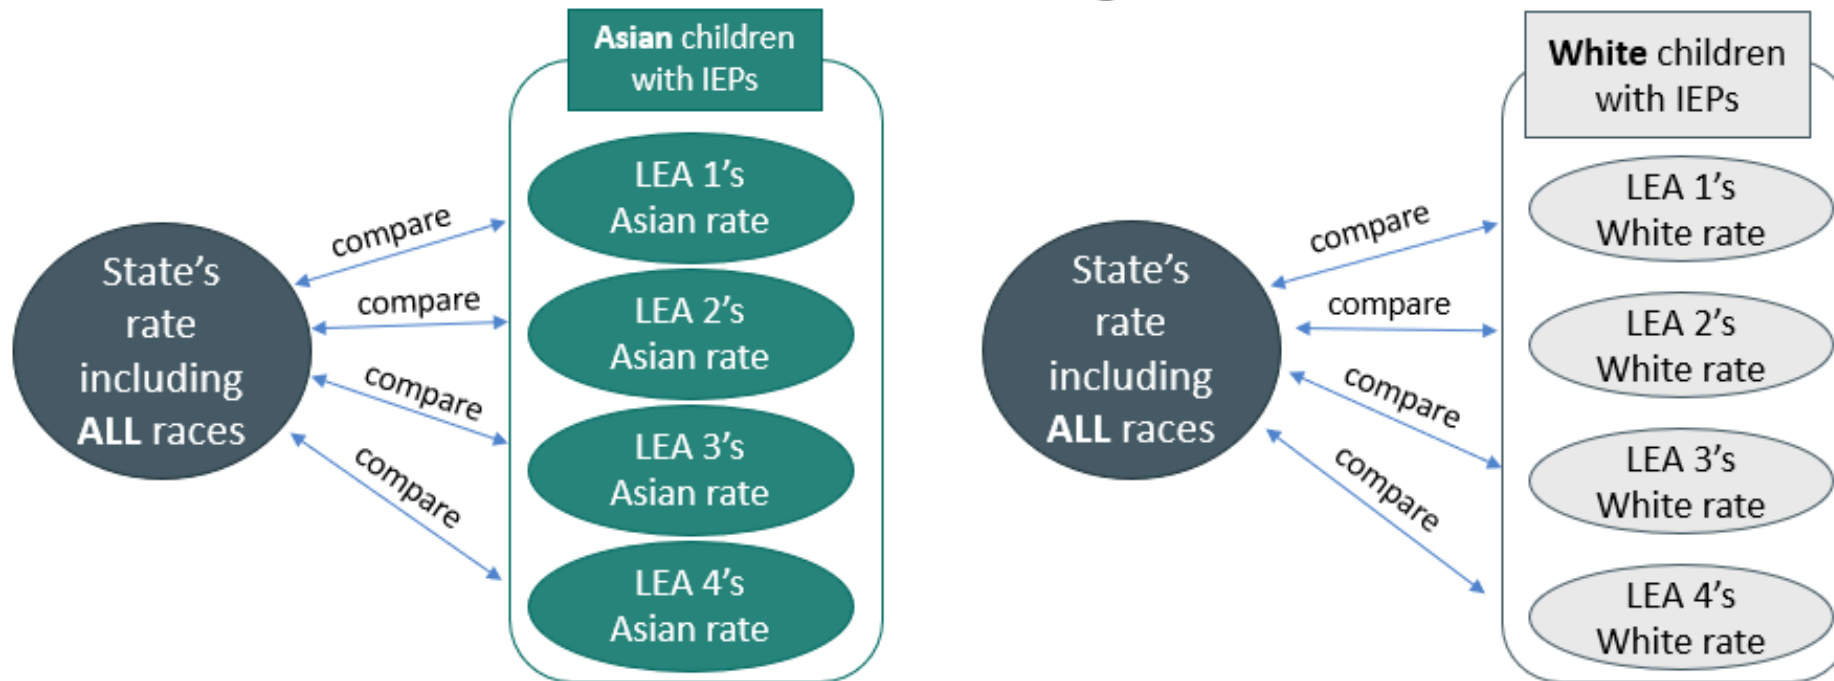 Asian children
with IEPs
State's
rate
including
ALL races
compare
compare
compare
compare
LEA 1’s
Asian rate
LEA 2’s
Asian rate
LEA 3’s
Asian rate
LEA 4’s
Asian rate
White children
with IEPs
State’s
rate
including
ALL races
compare
compare
compare
compare
LEA 1’s
White rate
LEA 2’s
White rate
LEA 3’s
White rate
LEA 4’s
White rate